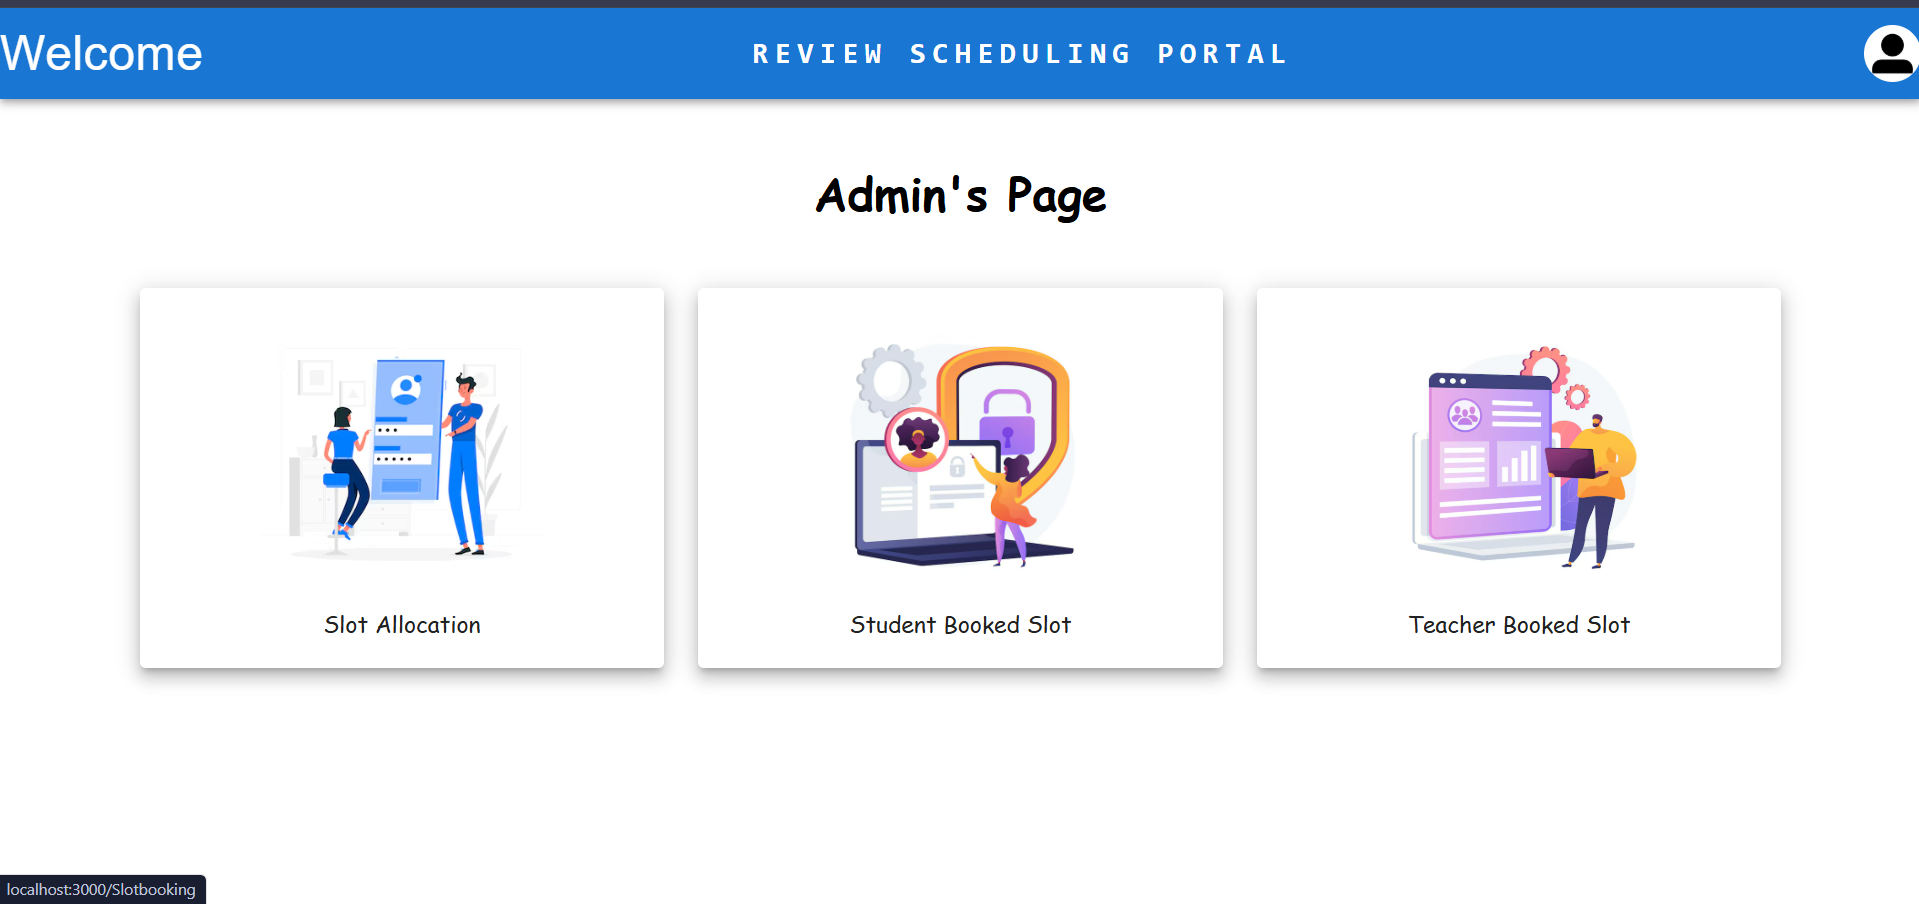 Welcome
REVIEW SCHEDULING PORTAL
Admin's Page
Slot Allocation
Student Booked Slot
Teacher Booked Slot
localhost:3000/Slotbooking